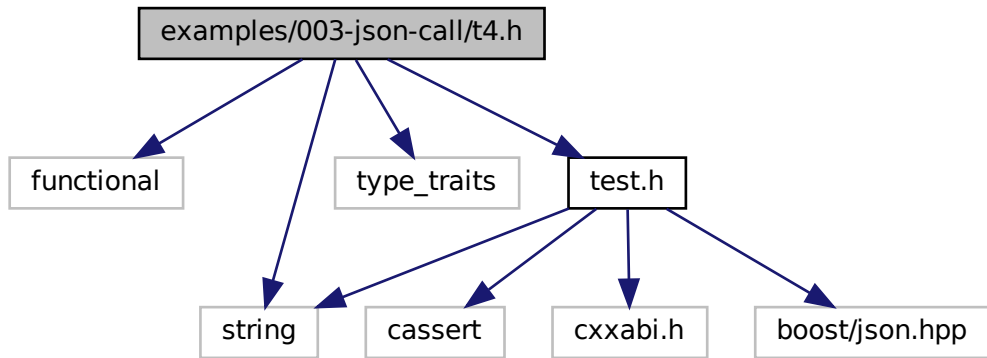 examples/003-json-call/t4.h
functional
type_traits
test.h
string
cassert
cxxabi.h
boost/json.hpp